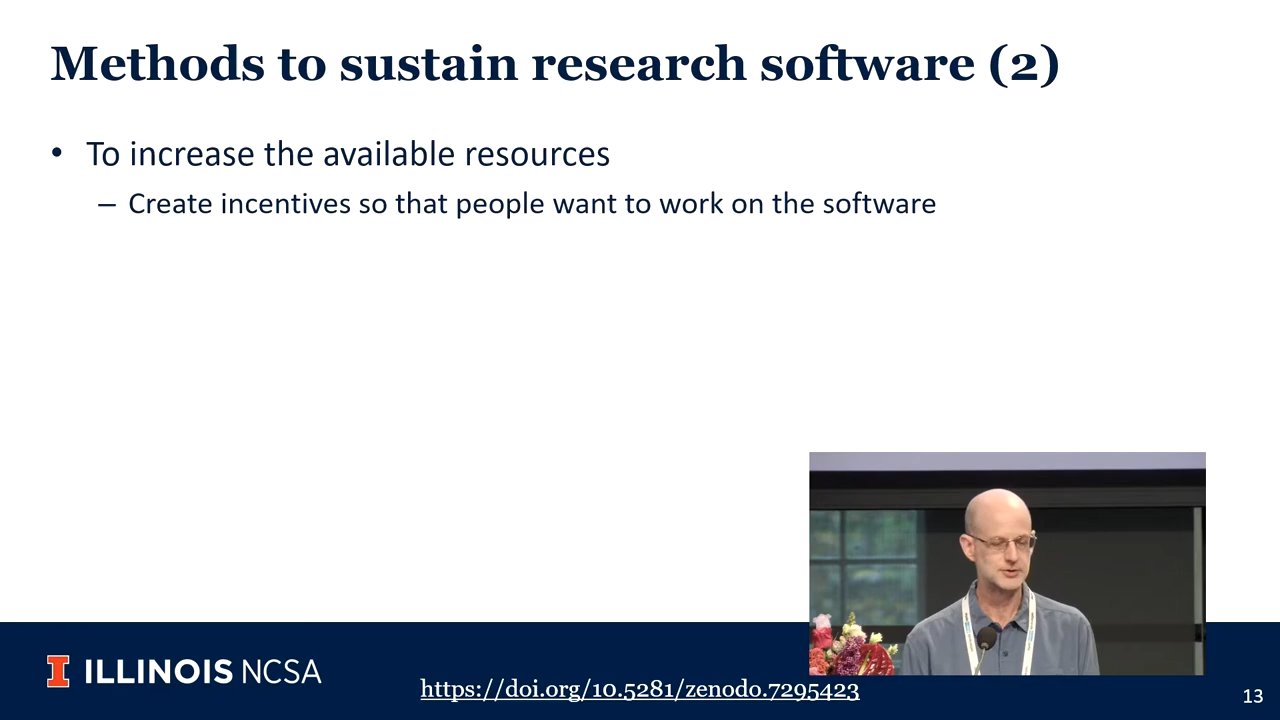 Methods to sustain research software (2)
• To increase the available resources
– Create incentives so that people want to work on the software
ILLINOIS NCSA
https://doi.org/10.5281/zenodo.7295423
13